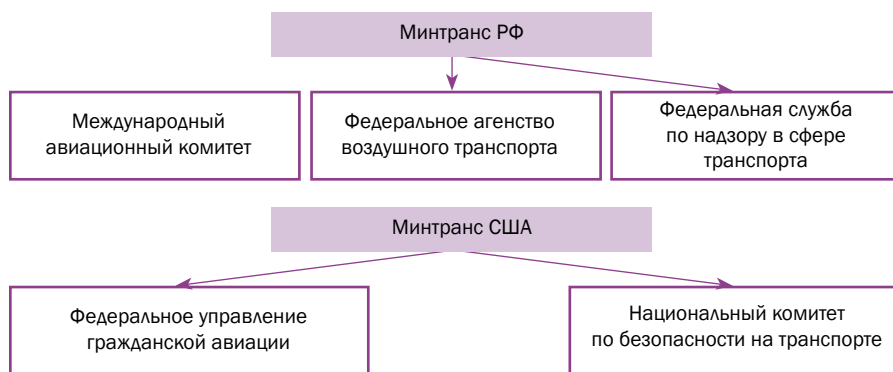 Минтранс РФ
Международный
авиационный комитет
Федеральное агенство
воздушного транспорта
Федеральная служба
по надзору в сфере
транспорта
Минтранс США
Федеральное управление
гражданской авиации
Национальный комитет
по безопасности на транспорте